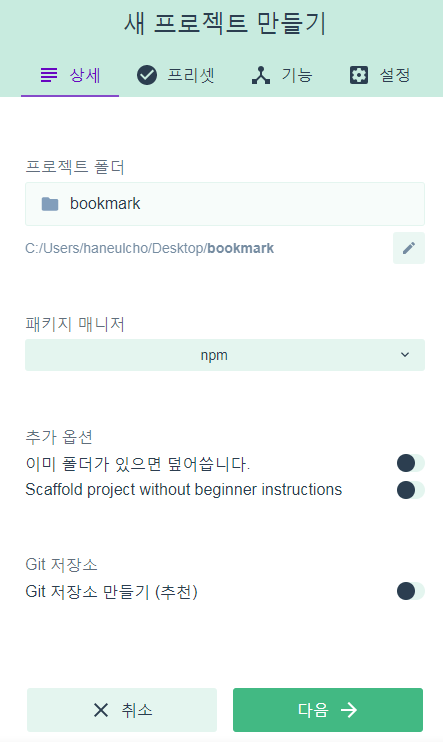 새 프로젝트 만들기
상세 프리셋 기능 설정
프로젝트 폴더
bookmark
C:/Users/haneulcho/Desktop/bookmark
패키지 매니저
npm
추가 옵션
이미 폴더가 있으면 덮어씁니다.
Scaffold project without beginner instructions
Git 저장소
Git 저장소 만들기 (추천)
취소 다음